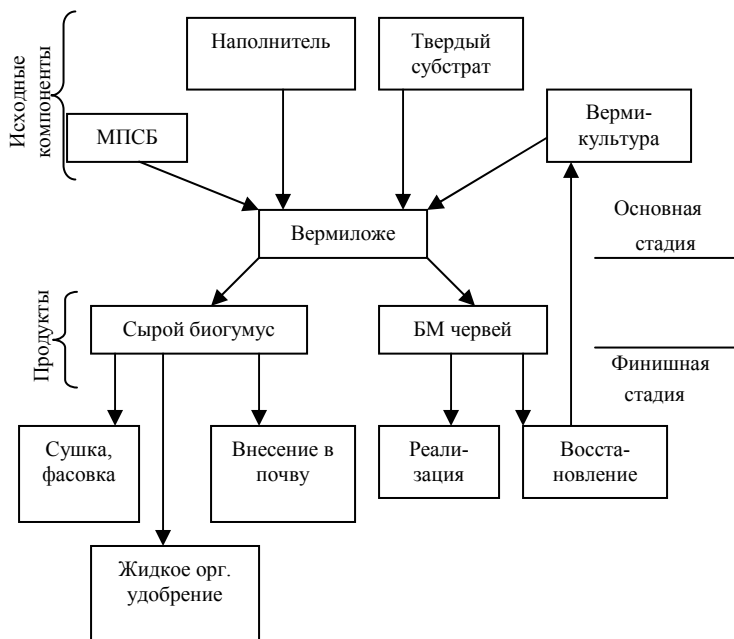 Исходные
компоненты
Наполнитель
Твердый
субстрат
МПСБ
Верми-
культура
Вермиложе
Основная
стадия
Продукты
Сырой биогумус
БМ червей
Финишная
стадия
Сушка,
фасовка
Внесение в
почву
Реали-
зация
Восста-
новление
Жидкое орг.
удобрение